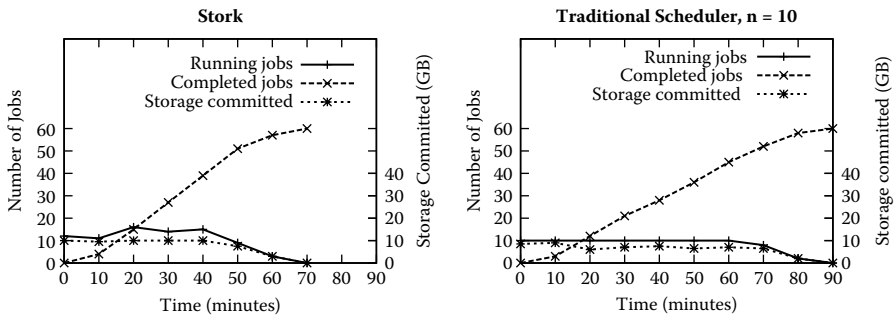 Stork
Running jobs
Completed jobs
Storage committed
Number of Jobs
60
50
40
30
20
10
0
40
30
20
10
0
Storage Committed (GB)
0 10 20 30 40 50 60 70 80 90
Time (minutes)
Traditional Scheduler, n = 10
Running jobs
Completed jobs
Storage committed
Number of Jobs
60
50
40
30
20
10
0
40
30
20
10
0
Storage committed (GB)
0 10 20 30 40 50 60 70 80 90
Time (minutes)